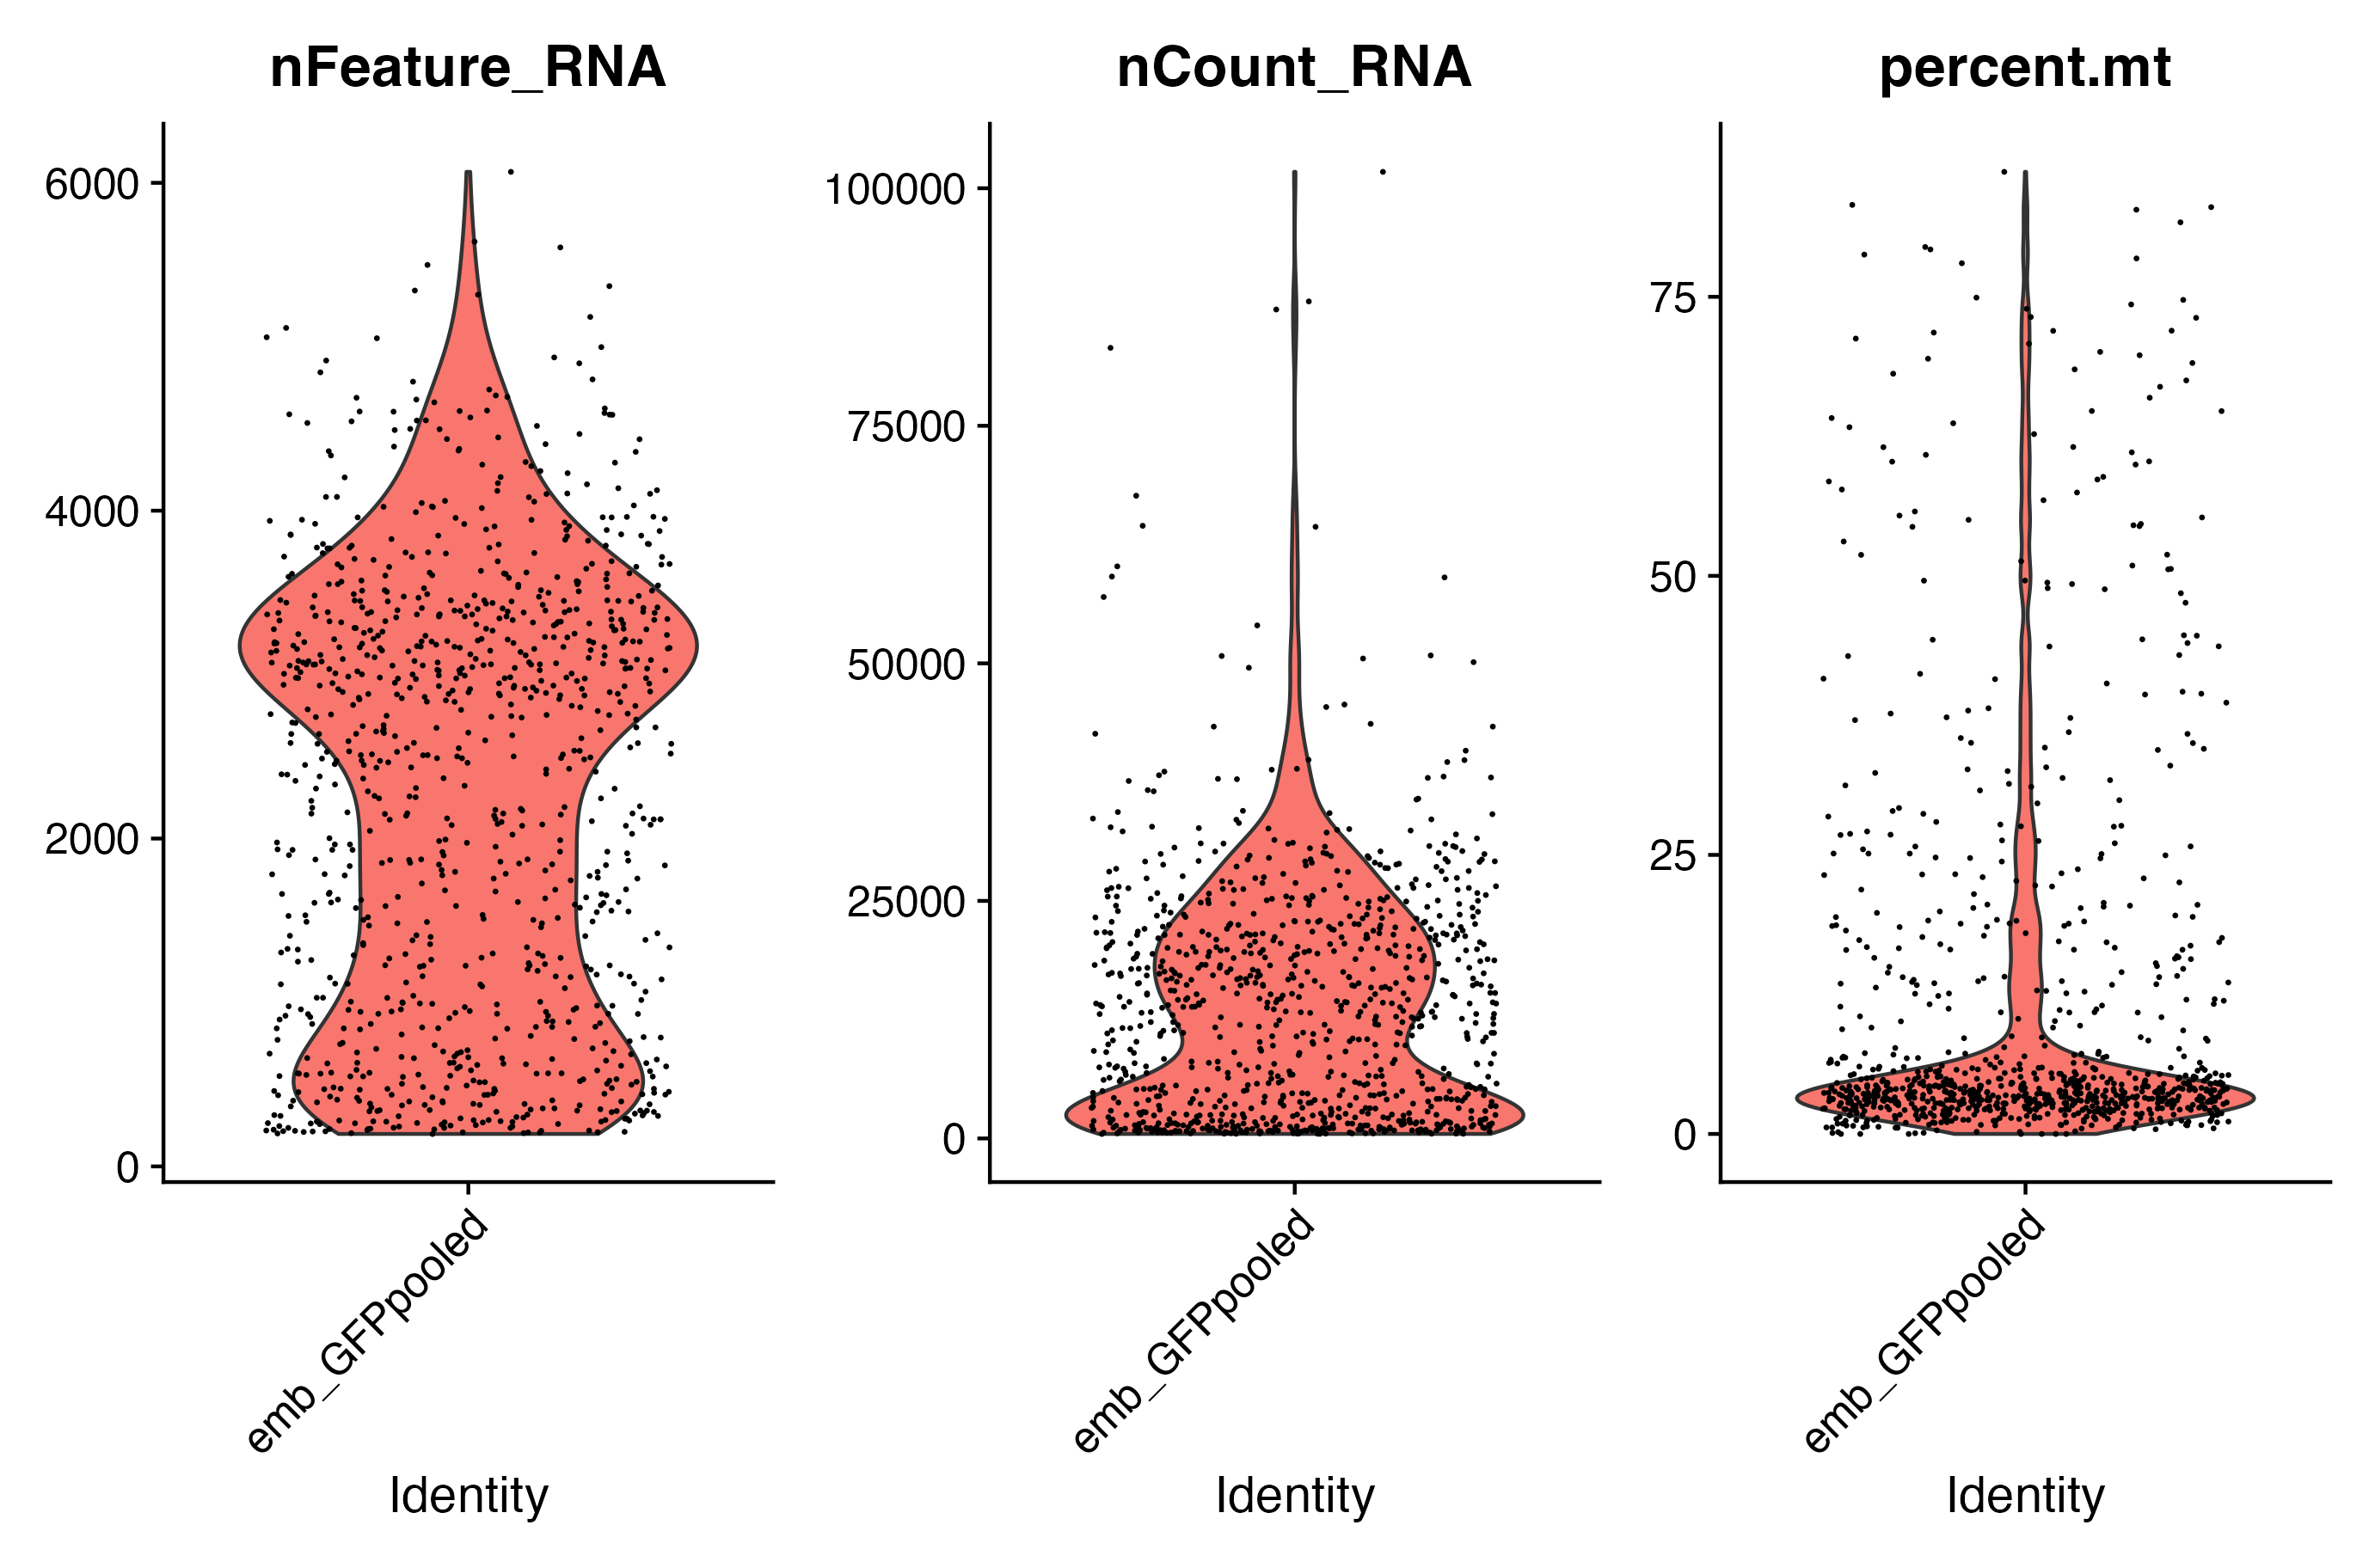 nFeature_RNA
6000
4000
2000
0
emb_GFPpooled
Identity
nCount_RNA
100000
75000
50000
25000
0
emb_GFPpooled
Identity
percent.mt
75
50
25
0
emb_GFPpooled
Identity